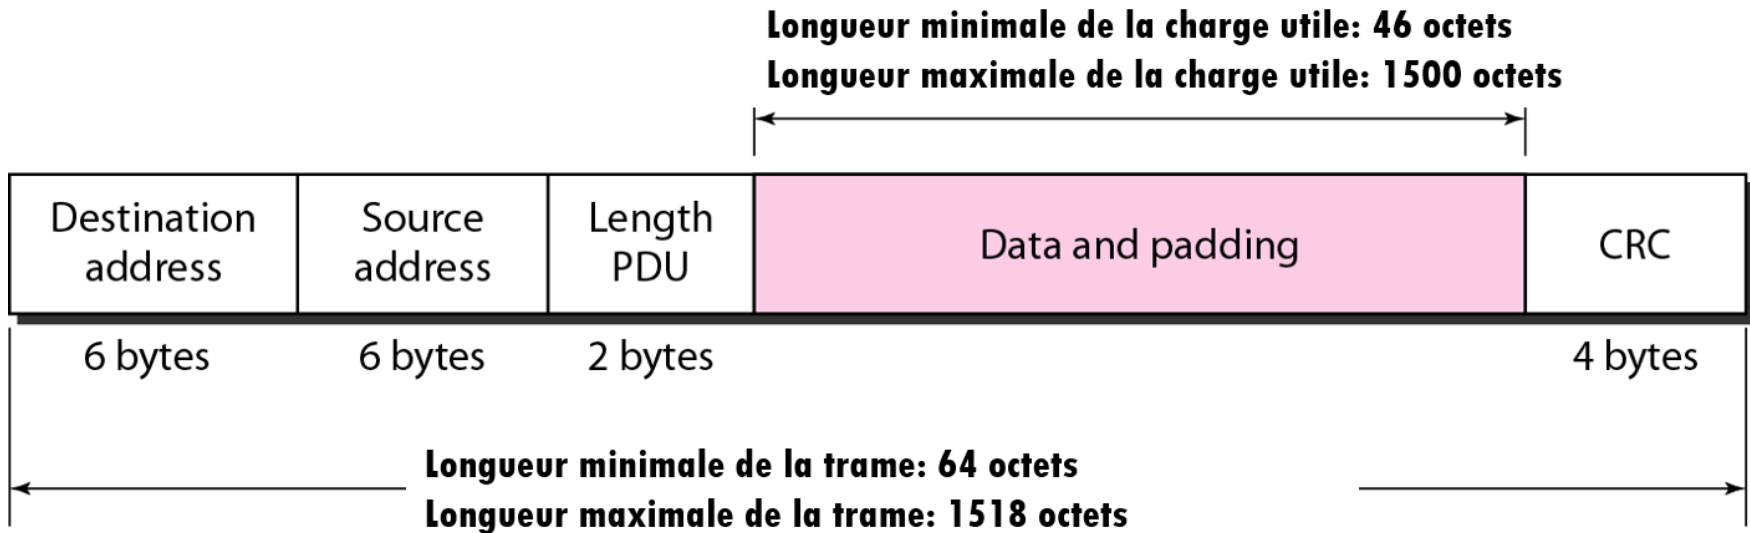 Longueur minimale de la charge utile: 46 octets
Longueur maximale de la charge utile: 1500 octets
Destination address
Source address
Length PDU
Data and padding
CRC
6 bytes
6 bytes
2 bytes
4 bytes
Longueur minimale de la trame: 64 octets
Longueur maximale de la trame: 1518 octets